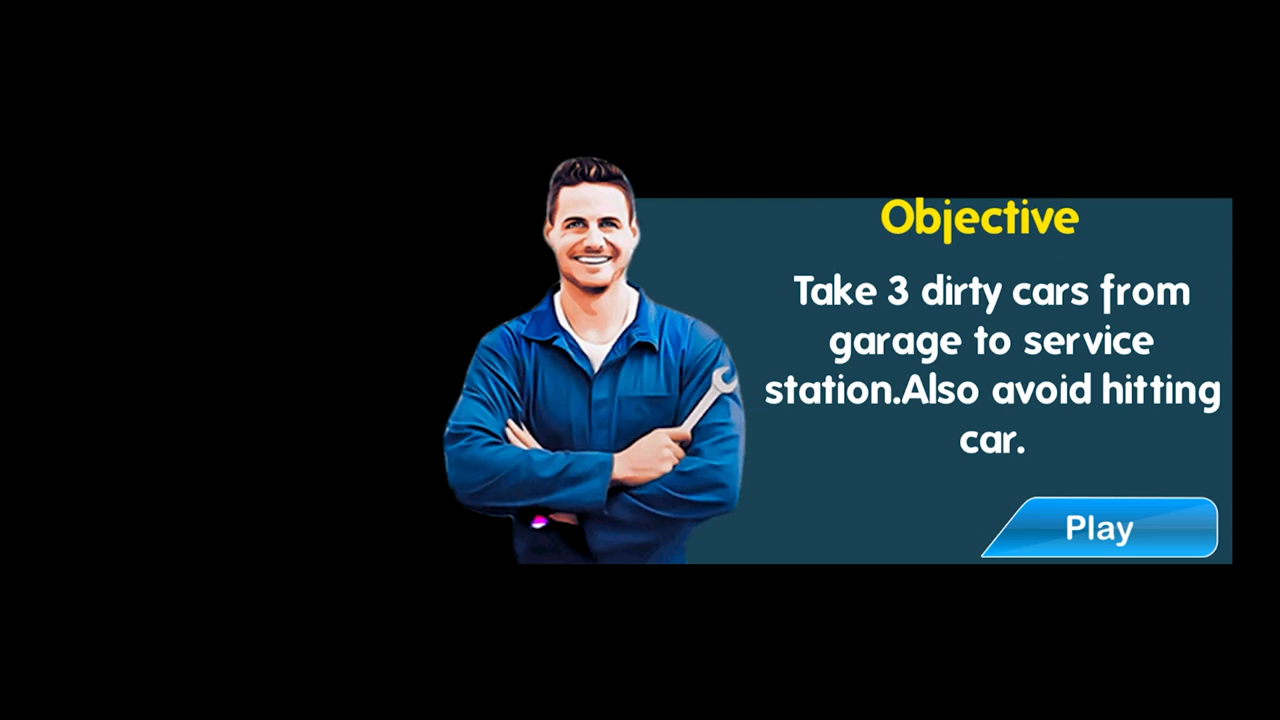 Objective
Take 3 dirty cars from
garage to service
station.Also avoid hitting
car.
Play